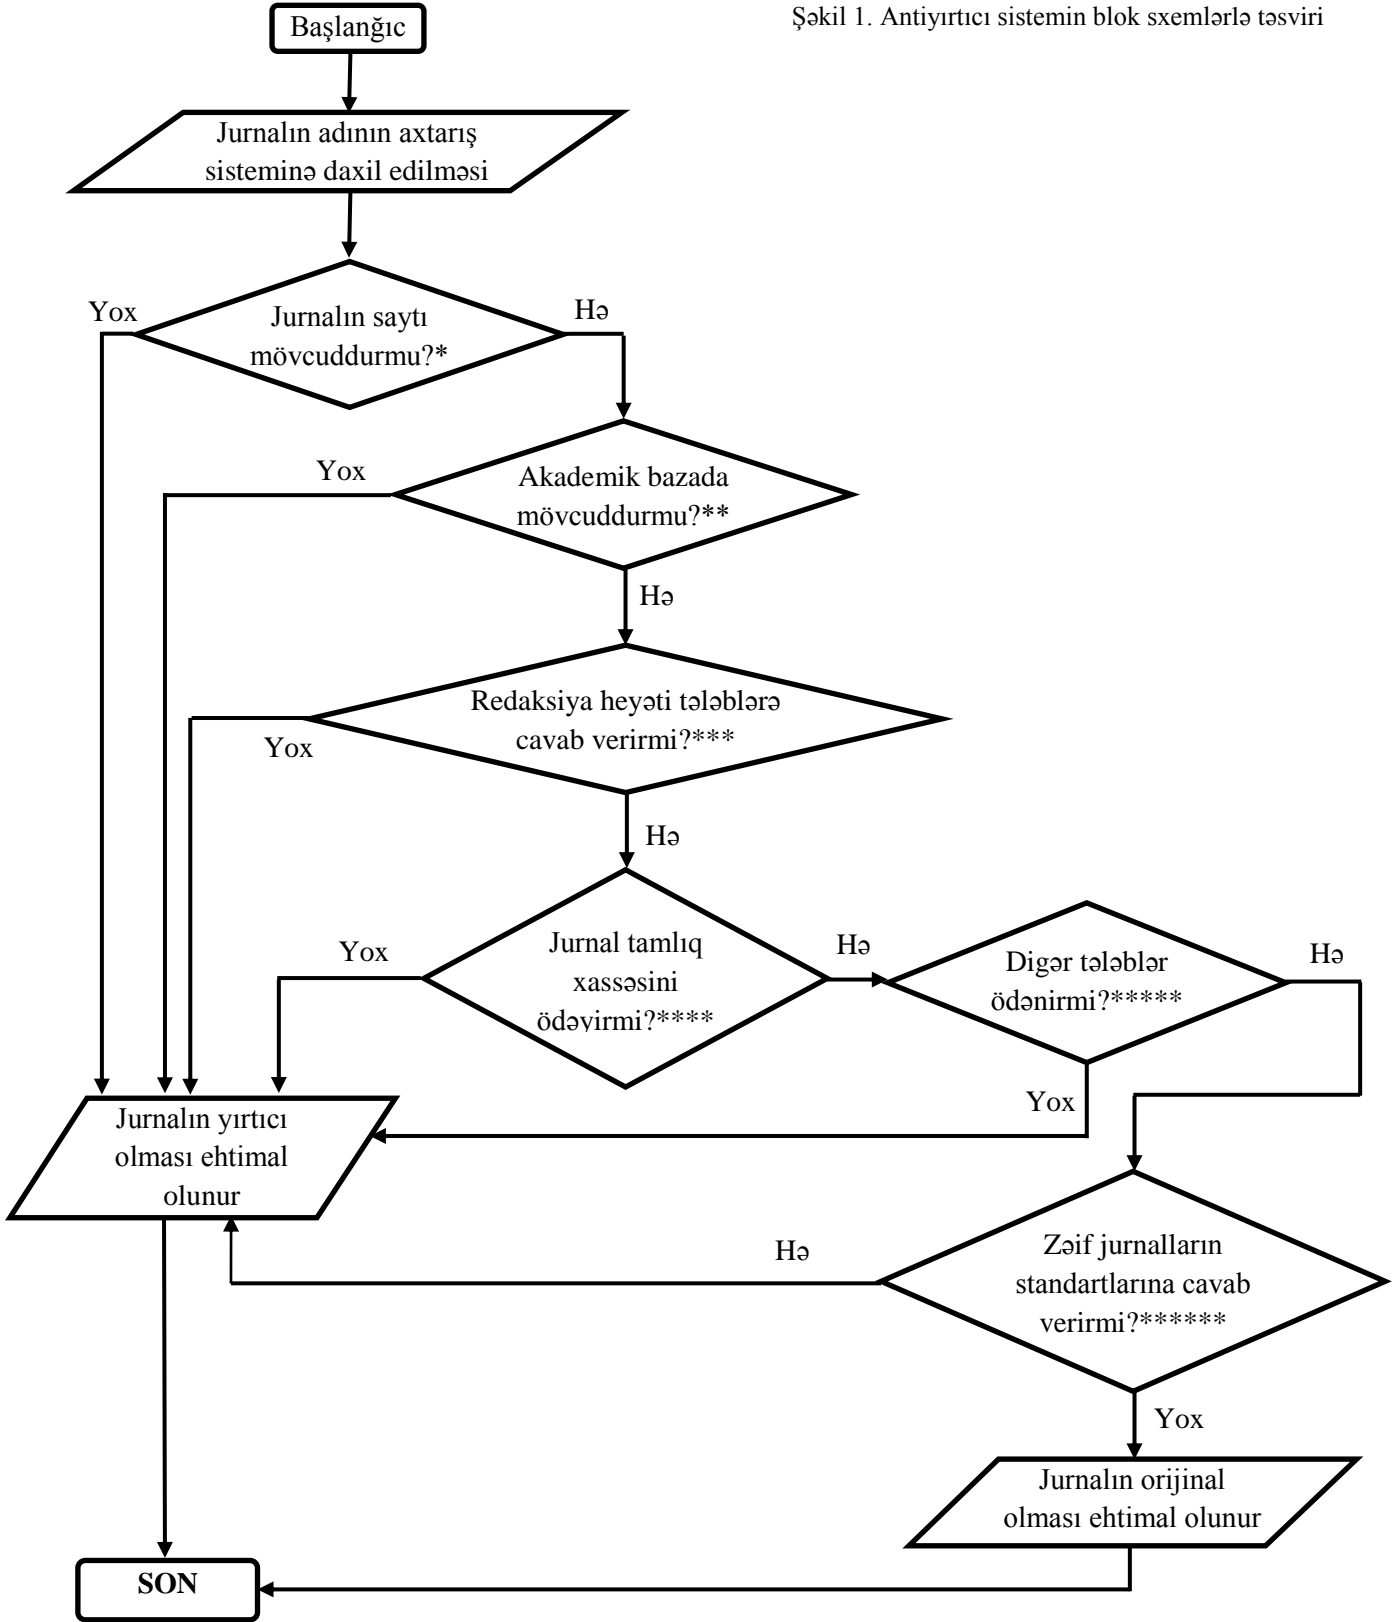 Şəkil 1. Antiyırtıcı sistemin blok sxemlərlə təsviri
Başlanğıc
Jurnalın adının axtarış
sisteminə daxil edilməsi
Yox
Hə
Jurnalın saytı
mövcuddurmu?*
Yox
Akademik bazada
mövcuddurmu?**
Hə
Redaksiya heyəti tələblərə
cavab verirmi?***
Yox
Hə
Yox
Jurnal tamlıq
xassəsini
ödəyirmi?****
Hə
Digər tələblər
ödənirmi?*****
Hə
Yox
Jurnalın yırtıcı
olması ehtimal
olunur
Hə
Zəif jurnalların
standartlarına cavab
verirmi?******
Yox
Jurnalın orijinal
olması ehtimal olunur
SON